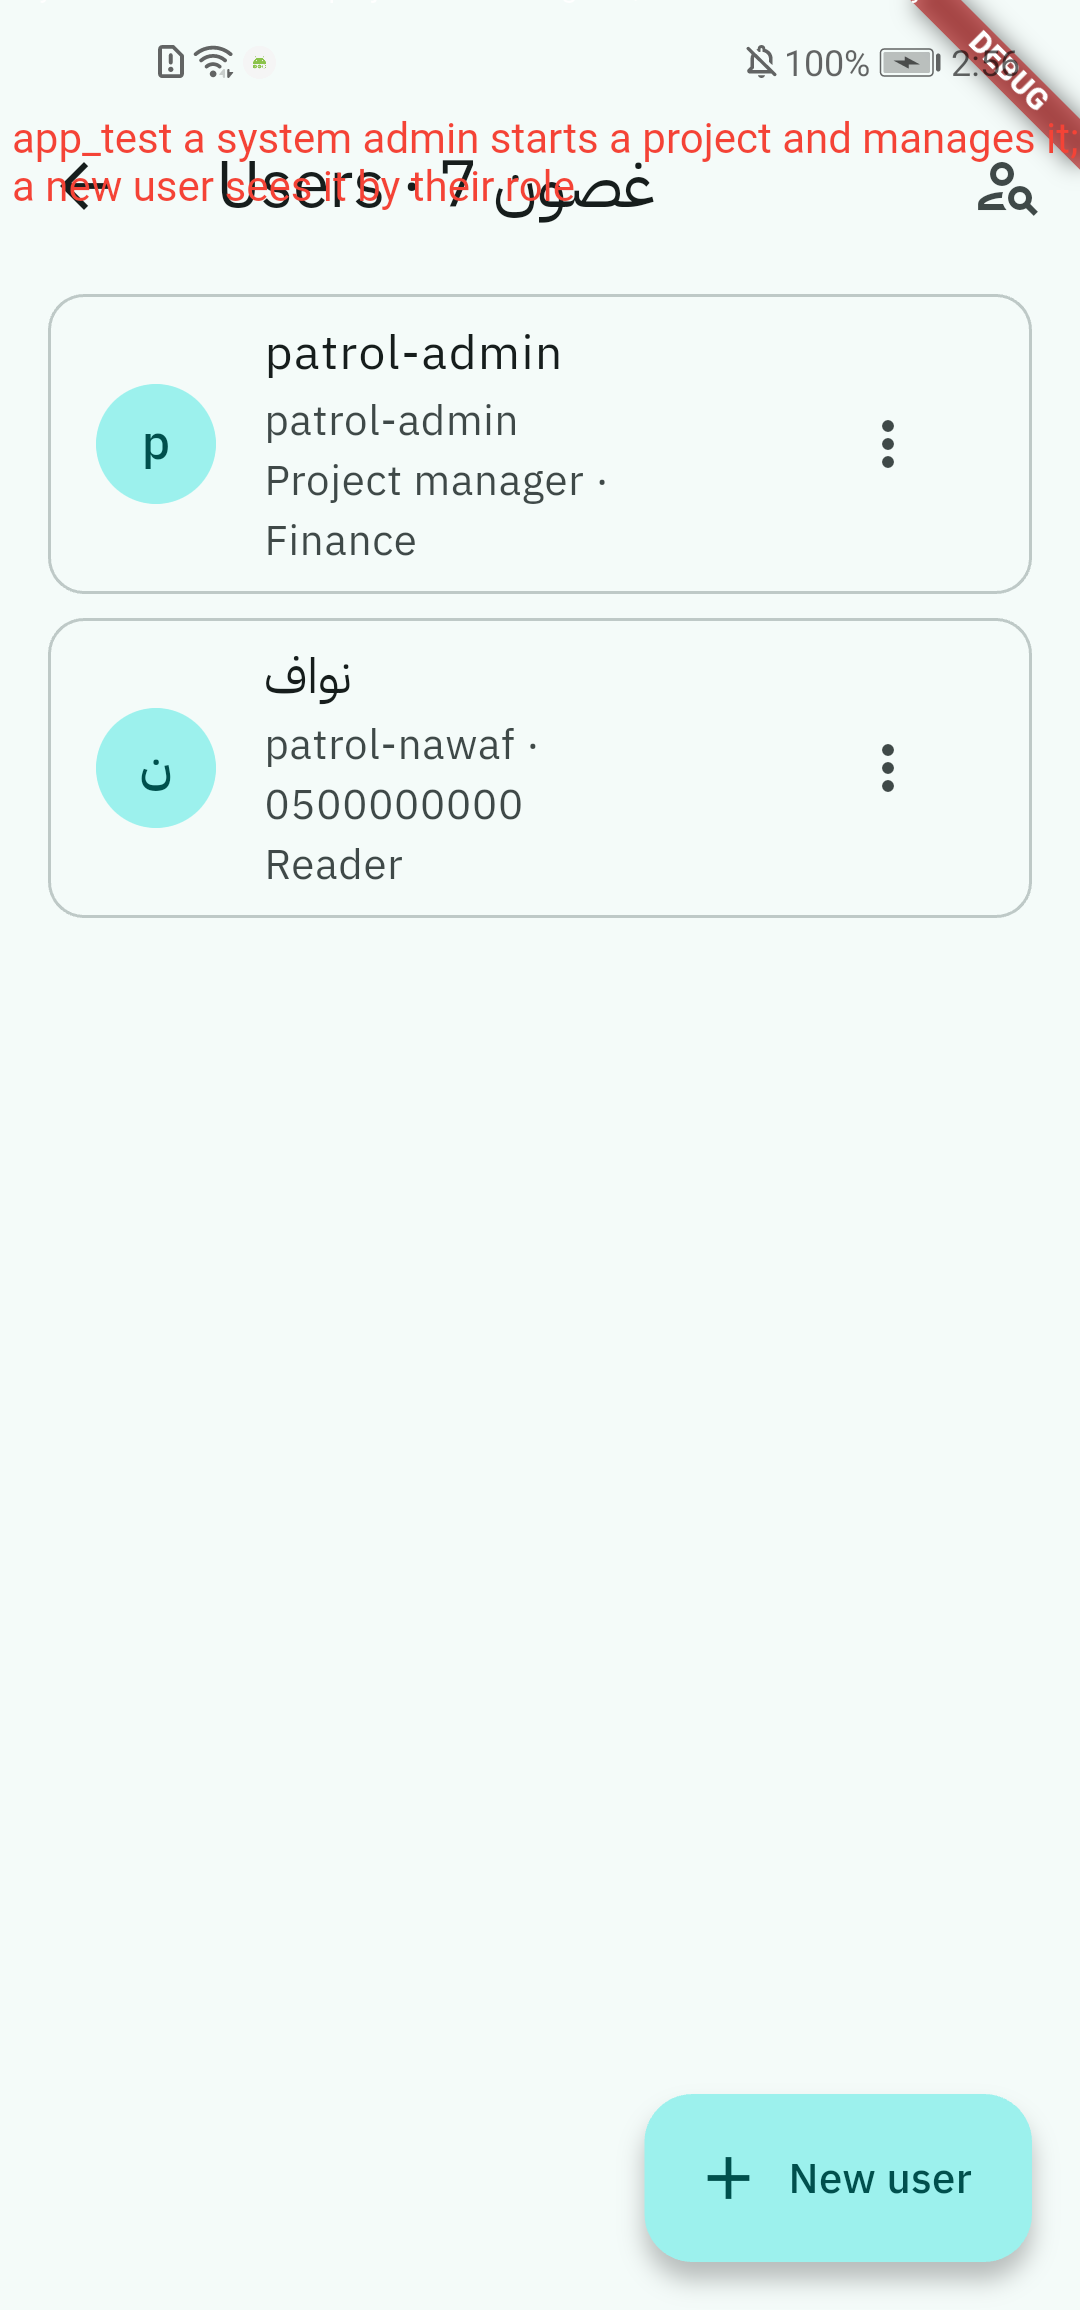 100% 2:56
DEBUG
app_test a system admin starts a project and manages it;
a new user sees it by their role
Users · غصون 7
patrol-admin
p
patrol-admin
Project manager ·
Finance
نواف
ن
patrol-nawaf ·
0500000000
Reader
+ New user